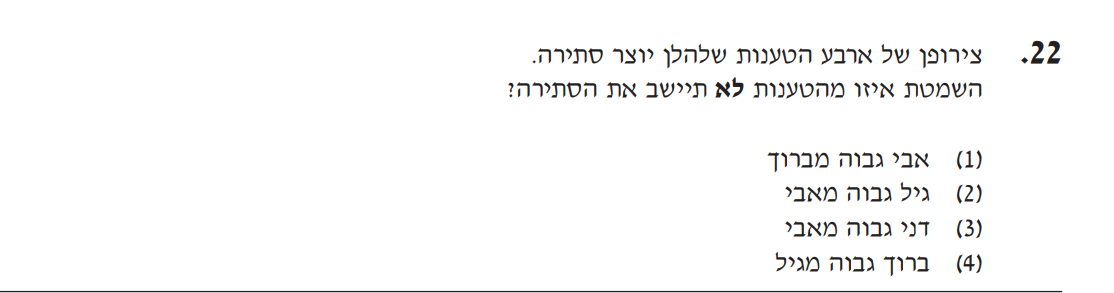 22. צירופן של ארבע הטענות שלהלן יוצר סתירה.
השמטת איזו מהטענות לא תיישב את הסתירה?
(1) אבי גבוה מברוך
(2) גיל גבוה מאבי
(3) דני גבוה מאבי
(4) ברוך גבוה מגיל